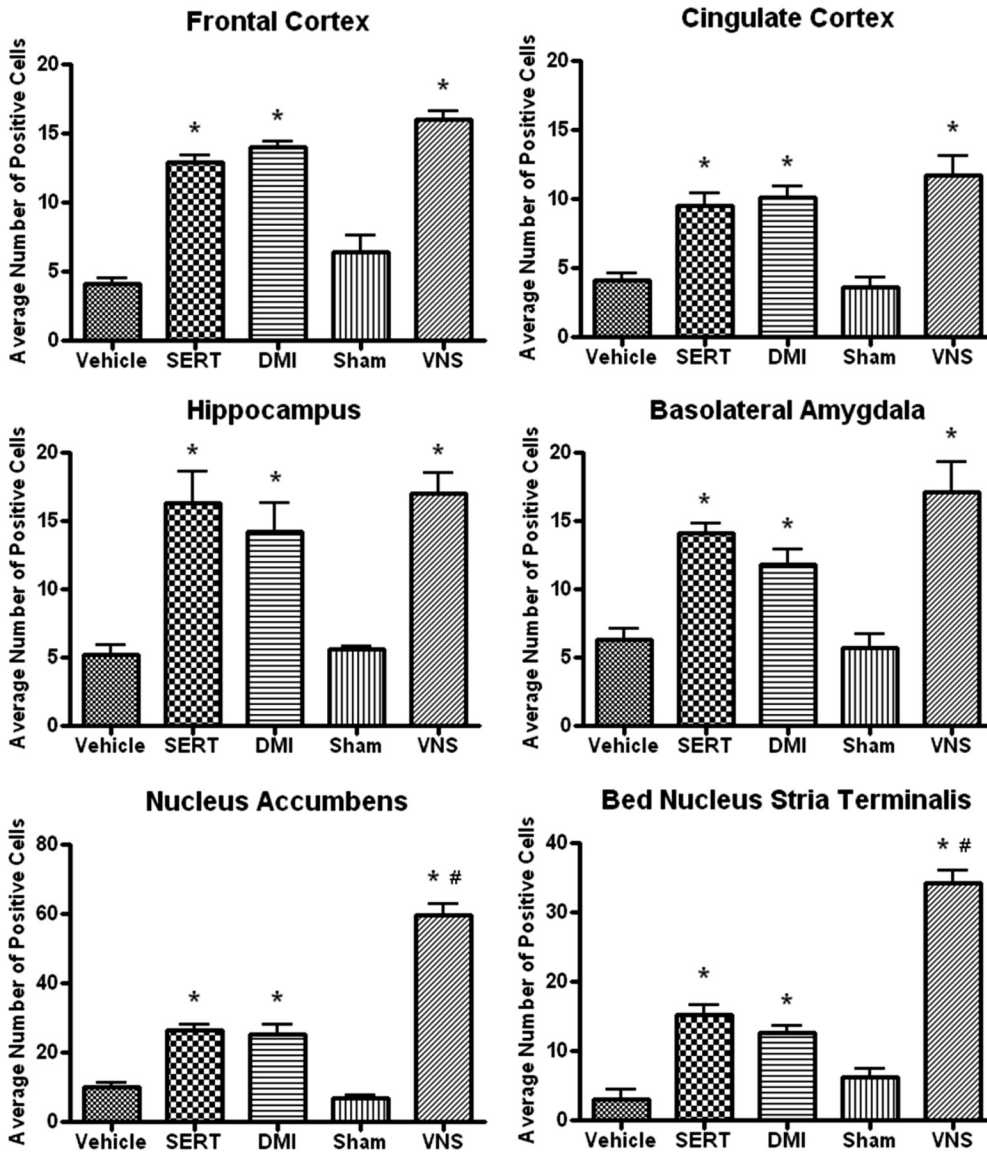 Frontal Cortex
Average Number of Positive Cells
20
15
10
5
0
*
*
*
Vehicle SERT DMI Sham VNS
Cingulate Cortex
Average Number of Positive Cells
20
15
10
5
0
*
*
*
Vehicle SERT DMI Sham VNS
Hippocampus
Average Number of Positive Cells
20
15
10
5
0
*
*
*
Vehicle SERT DMI Sham VNS
Basolateral Amygdala
Average Number of Positive Cells
20
15
10
5
0
*
*
*
Vehicle SERT DMI Sham VNS
Nucleus Accumbens
Average Number of Positive Cells
80
60
40
20
0
*
*
* #
Vehicle SERT DMI Sham VNS
Bed Nucleus Stria Terminalis
Average Number of Positive Cells
40
30
20
10
0
*
*
* #
Vehicle SERT DMI Sham VNS